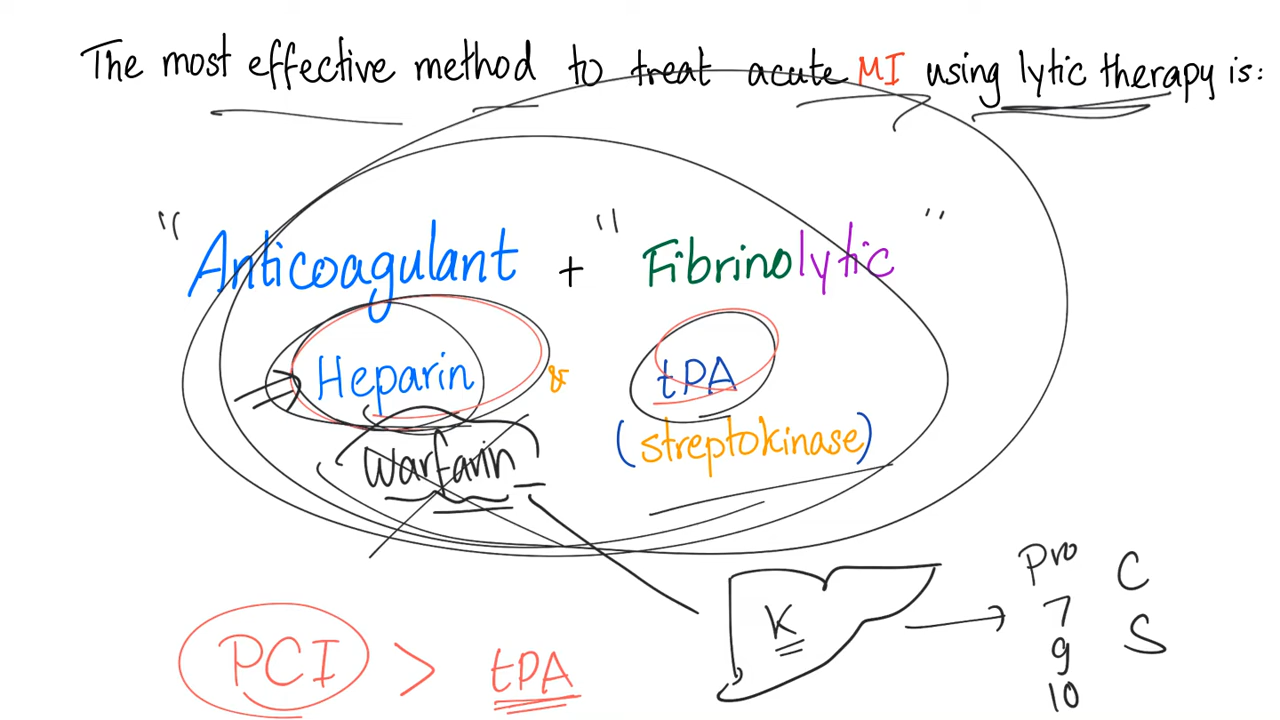 The most effective method to treat acute MI using lytic therapy is:
" Anticoagulant + " Fibrinolytic "
Heparin & tPA
(streptokinase)
Warfarin
PCI > tPA
K
Pro C
7 S
9
10